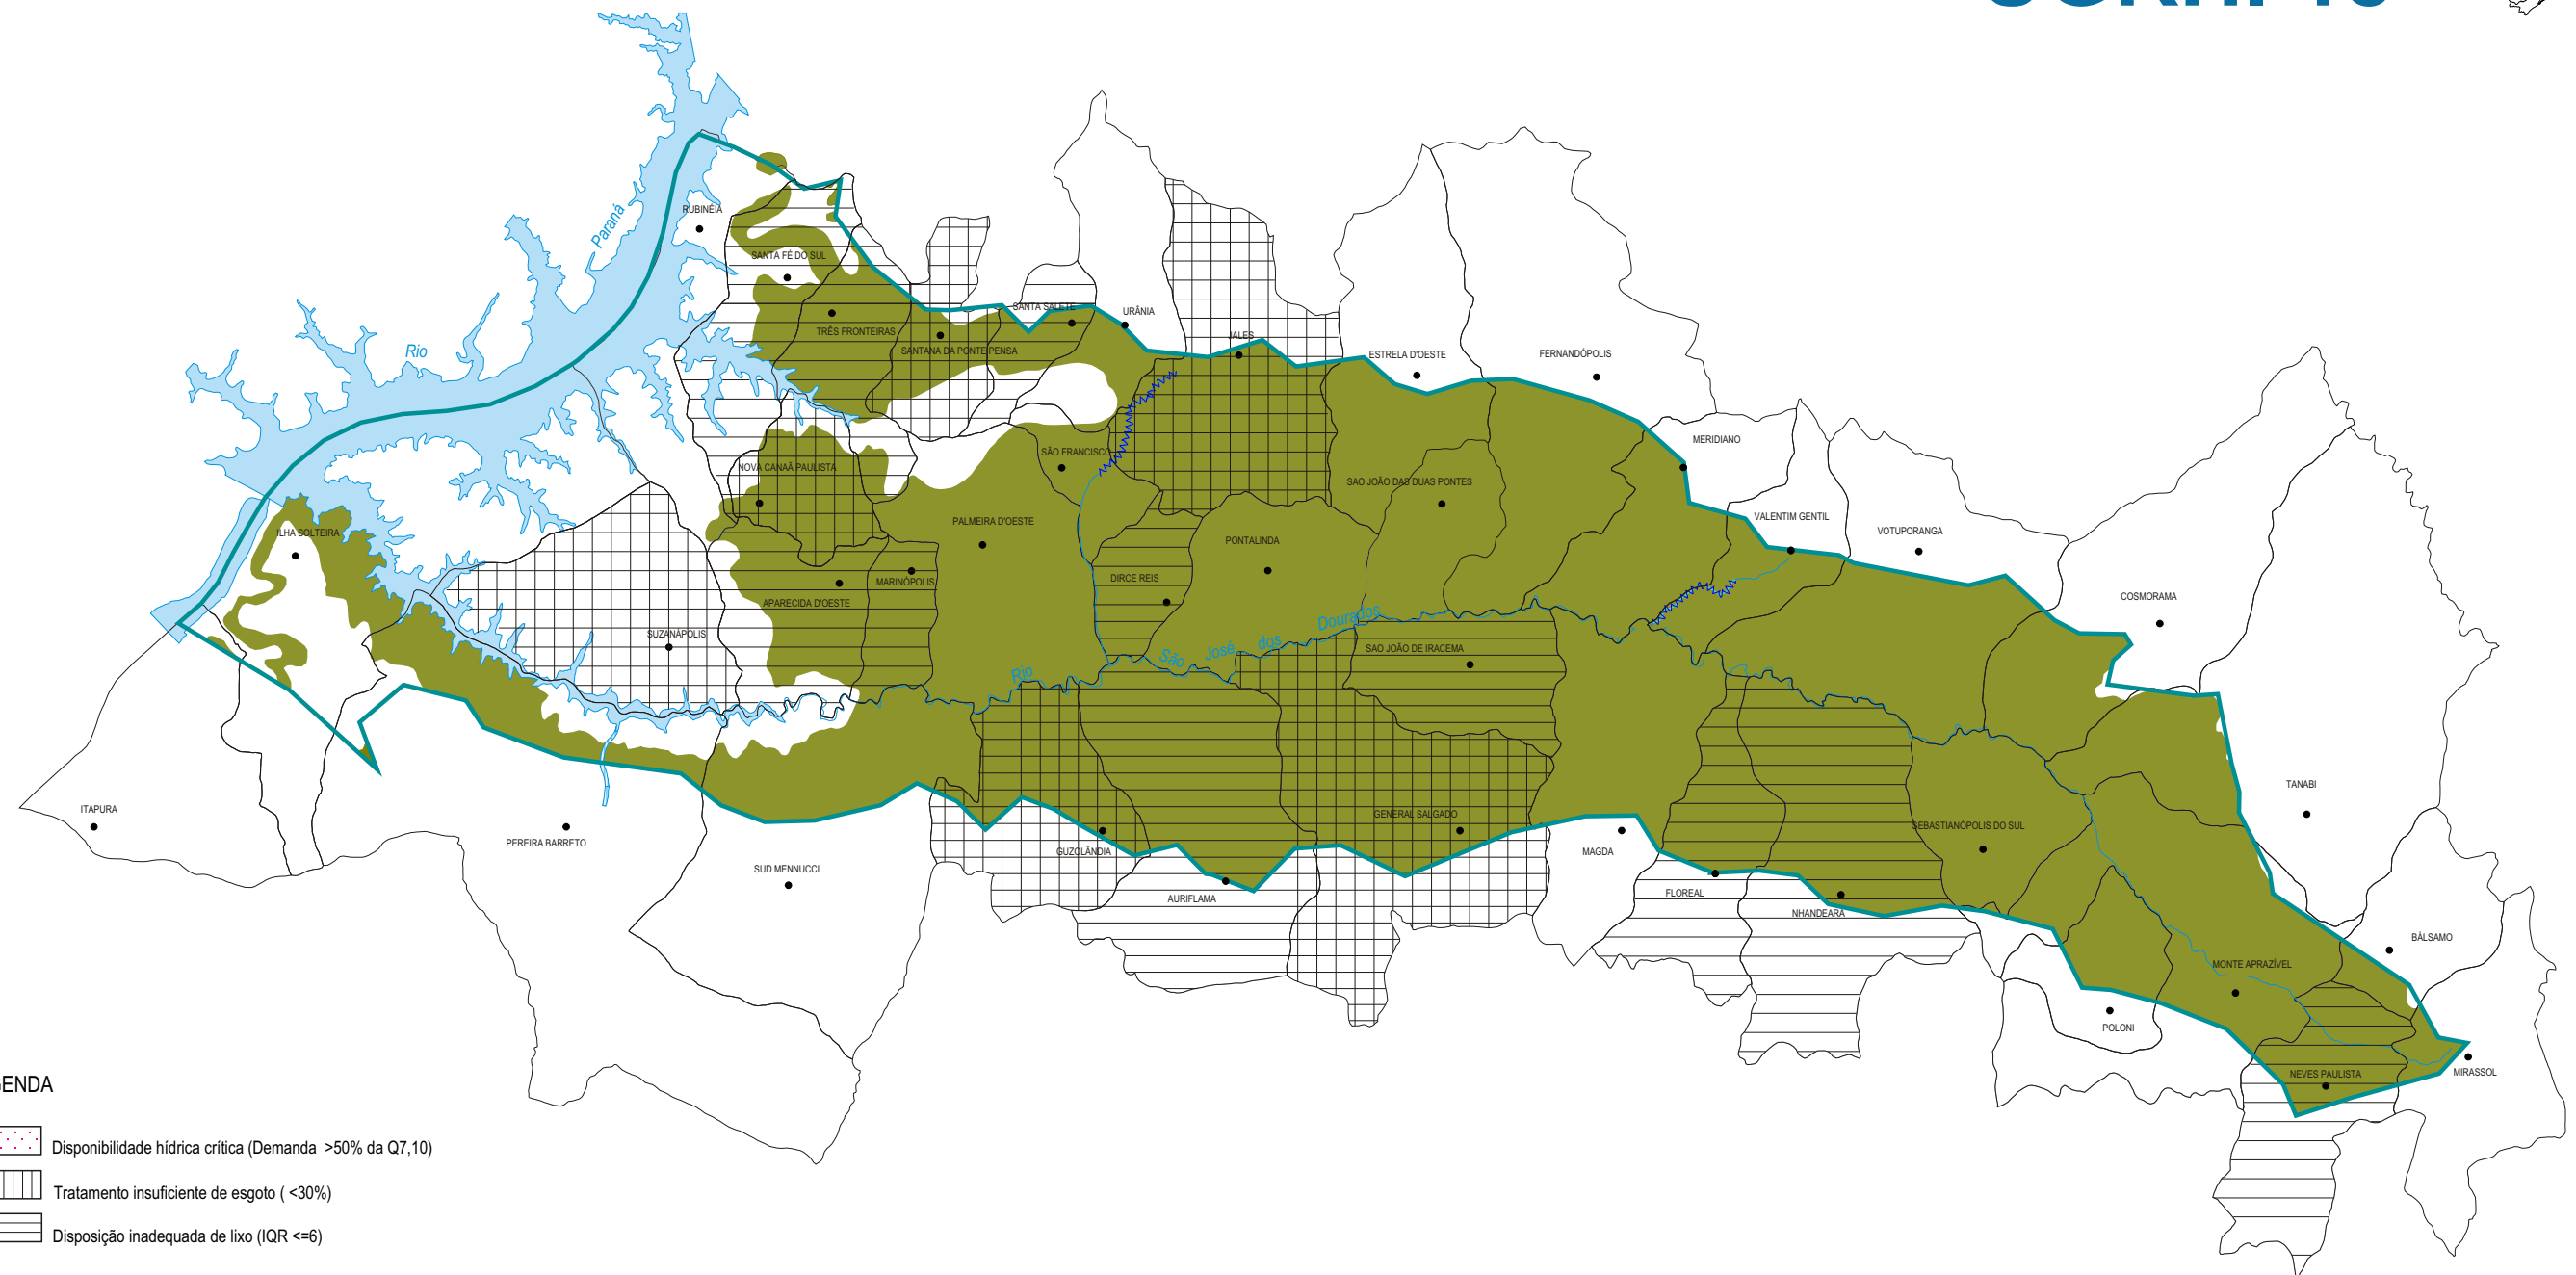 RUBINÉIA
Paraná
SANTA FÉ DO SUL
SANTA SALETE
URÂNIA
TRÊS FRONTEIRAS
JALES
SANTANA DA PONTE PENSA
Rio
ESTRELA D'OESTE
FERNANDÓPOLIS
MERIDIANO
SÃO FRANCISCO
NOVA CANAÃ PAULISTA
SAO JOÃO DAS DUAS PONTES
VALENTIM GENTIL
PALMEIRA D'OESTE
VOTUPORANGA
ILHA SOLTEIRA
PONTALINDA
DIRCE REIS
MARINÓPOLIS
COSMORAMA
APARECIDA D'OESTE
SUZANÁPOLIS
Rio São José dos Dourados
SAO JOÃO DE IRACEMA
TANABI
ITAPURA
GENERAL SALGADO
SEBASTIANÓPOLIS DO SUL
PEREIRA BARRETO
GUZOLÂNDIA
MAGDA
SUD MENNUCCI
FLOREAL
AURIFLAMA
NHANDEARA
BÁLSAMO
MONTE APRAZÍVEL
POLONI
NEVES PAULISTA
MIRASSOL
ENDA
Disponibilidade hídrica crítica (Demanda >50% da Q7,10)
Tratamento insuficiente de esgoto ( <30%)
Disposição inadequada de lixo (IQR <=6)